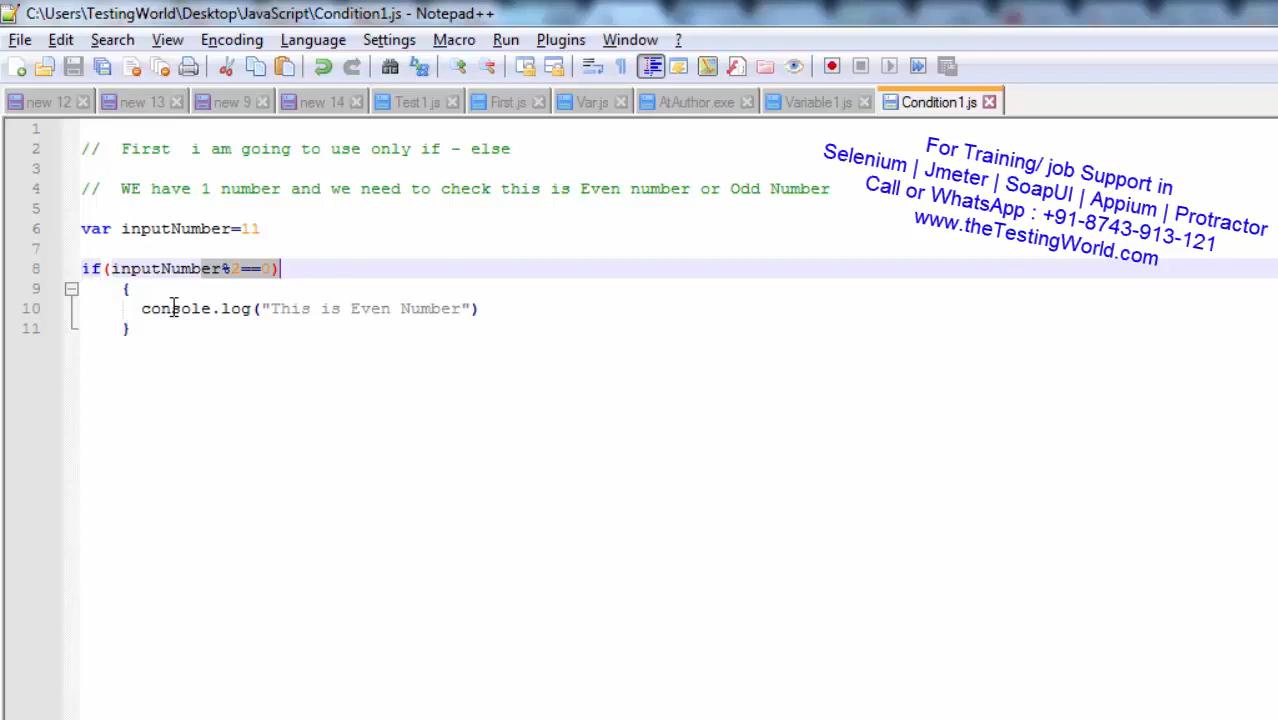 C:\Users\TestingWorld\Desktop\JavaScript\Condition1.js - Notepad++
File Edit Search View Encoding Language Settings Macro Run Plugins Window ?
new 12 new 13 new 9 new 14 Test1.js First.js Var.js AtAuthor.exe Variable1.js Condition1.js
1
2 // First i am going to use only if - else
3
4 // WE have 1 number and we need to check this is Even number or Odd Number
5
6 var inputNumber=11
7
8 if(inputNumber%2==0)
9 {
10 console.log("This is Even Number")
11 }
For Training/ job Support in
Selenium | Jmeter | SoapUI | Appium | Protractor
Call or WhatsApp : +91-8743-913-121
www.theTestingWorld.com